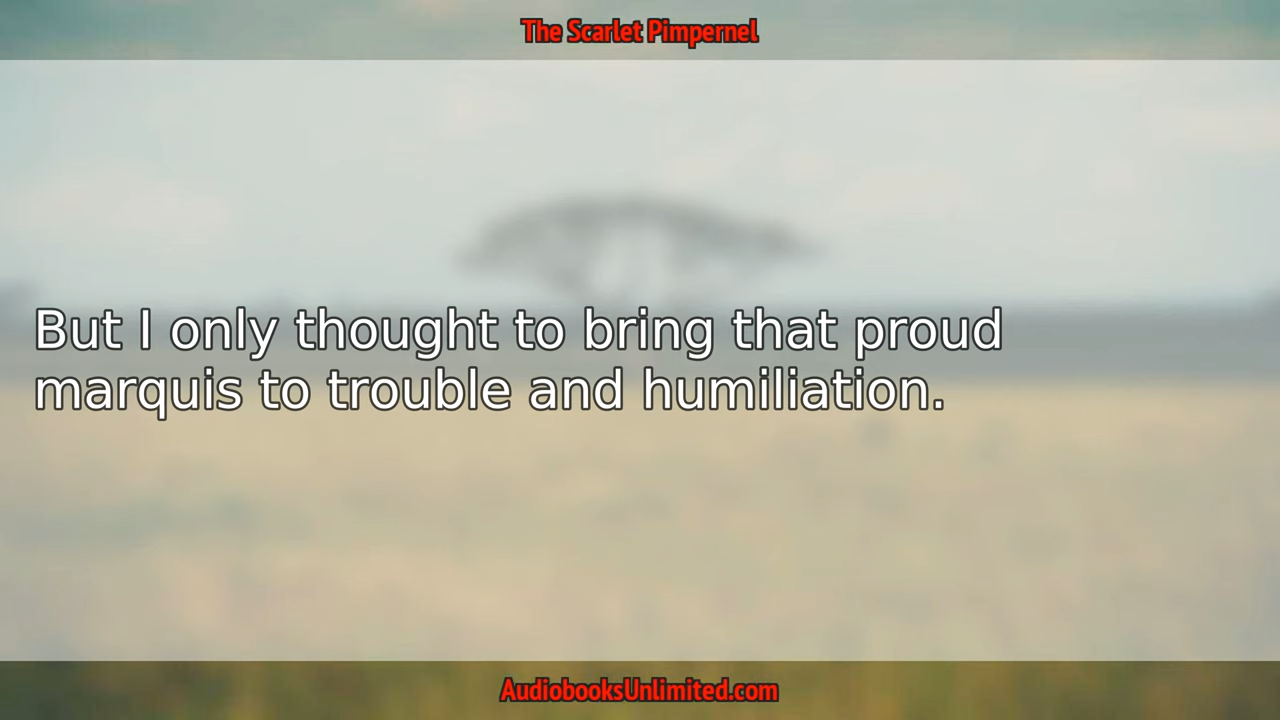 The Scarlet Pimpernel
But I only thought to bring that proud
marquis to trouble and humiliation.
AudiobooksUnlimited.com